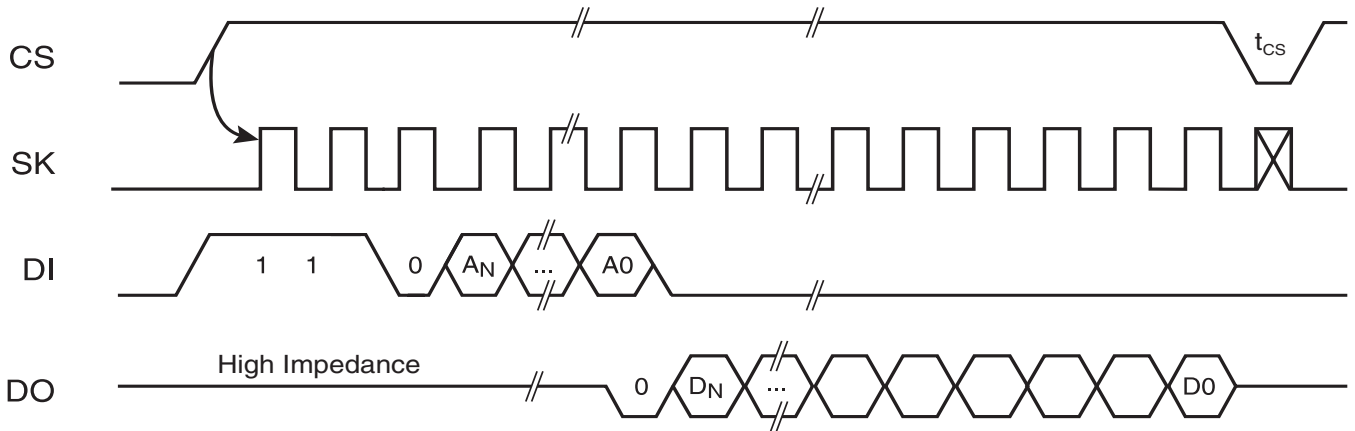 CS t_CS
SK
DI 1 1 0 A_N ... A0
High Impedance
DO 0 D_N ... D0